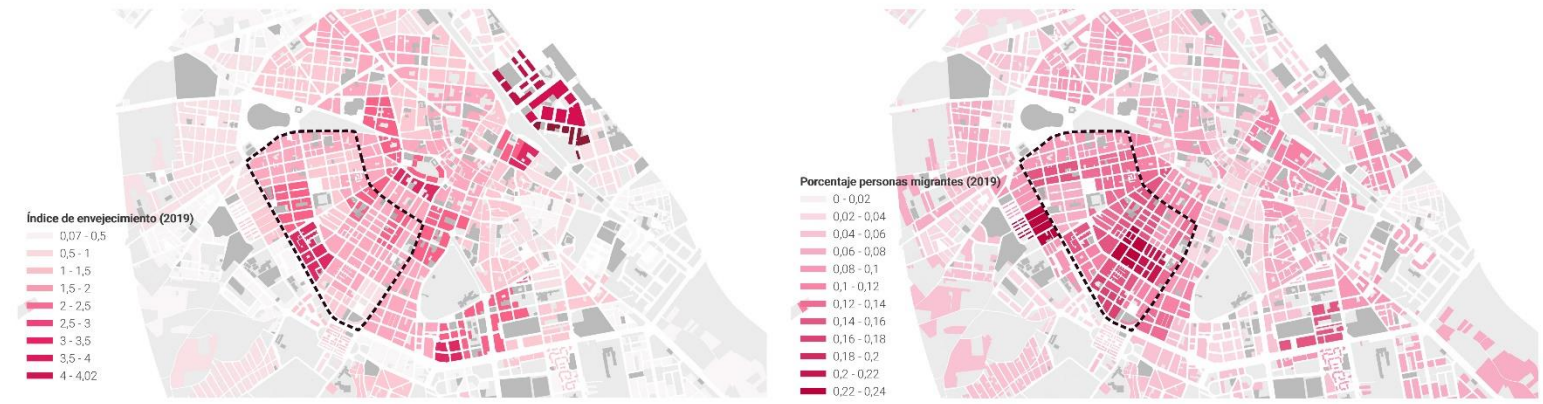 Índice de envejecimiento (2019)
0,07 - 0,5
0,5 - 1
1 - 1,5
1,5 - 2
2 - 2,5
2,5 - 3
3 - 3,5
3,5 - 4
4 - 4,02
Porcentaje personas migrantes (2019)
0 - 0,02
0,02 - 0,04
0,04 - 0,06
0,06 - 0,08
0,08 - 0,1
0,1 - 0,12
0,12 - 0,14
0,14 - 0,16
0,16 - 0,18
0,18 - 0,2
0,2 - 0,22
0,22 - 0,24